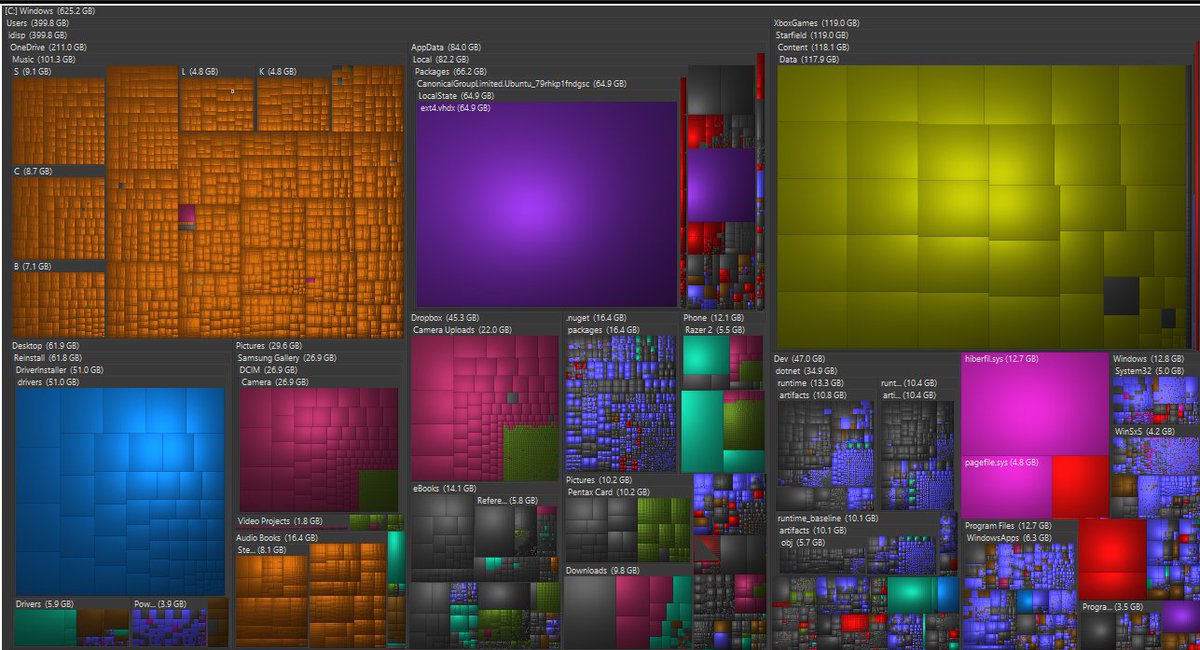 [C:] Windows (625.2 GB)
Users (399.8 GB)
idisp (399.8 GB)
OneDrive (211.0 GB)
Music (101.3 GB)
S (9.1 GB)
L (4.8 GB)
K (4.8 GB)
C (8.7 GB)
B (7.1 GB)
Desktop (61.9 GB)
Reinstall (61.8 GB)
DriverInstaller (51.0 GB)
drivers (51.0 GB)
Drivers (5.9 GB)
Pow... (3.9 GB)
Pictures (29.6 GB)
Samsung Gallery (26.9 GB)
DCIM (26.9 GB)
Camera (26.9 GB)
Video Projects (1.8 GB)
Audio Books (16.4 GB)
Ste... (8.1 GB)
AppData (84.0 GB)
Local (82.2 GB)
Packages (66.2 GB)
CanonicalGroupLimited.Ubuntu_79rhkp1fndgsc (64.9 GB)
LocalState (64.9 GB)
ext4.vhdx (64.9 GB)
Dropbox (45.3 GB)
Camera Uploads (22.0 GB)
eBooks (14.1 GB)
Refere... (5.8 GB)
.nuget (16.4 GB)
packages (16.4 GB)
Pictures (10.2 GB)
Pentax Card (10.2 GB)
Downloads (9.8 GB)
Phone (12.1 GB)
Razer 2 (5.5 GB)
XboxGames (119.0 GB)
Starfield (119.0 GB)
Content (118.1 GB)
Data (117.9 GB)
Dev (47.0 GB)
dotnet (34.9 GB)
runtime (13.3 GB)
artifacts (10.8 GB)
runt... (10.4 GB)
arti... (10.4 GB)
runtime_baseline (10.1 GB)
artifacts (10.1 GB)
obj (5.7 GB)
hiberfil.sys (12.7 GB)
pagefile.sys (4.8 GB)
Program Files (12.7 GB)
WindowsApps (6.3 GB)
Windows (12.8 GB)
System32 (5.0 GB)
WinSxS (4.2 GB)
Progra... (3.5 GB)